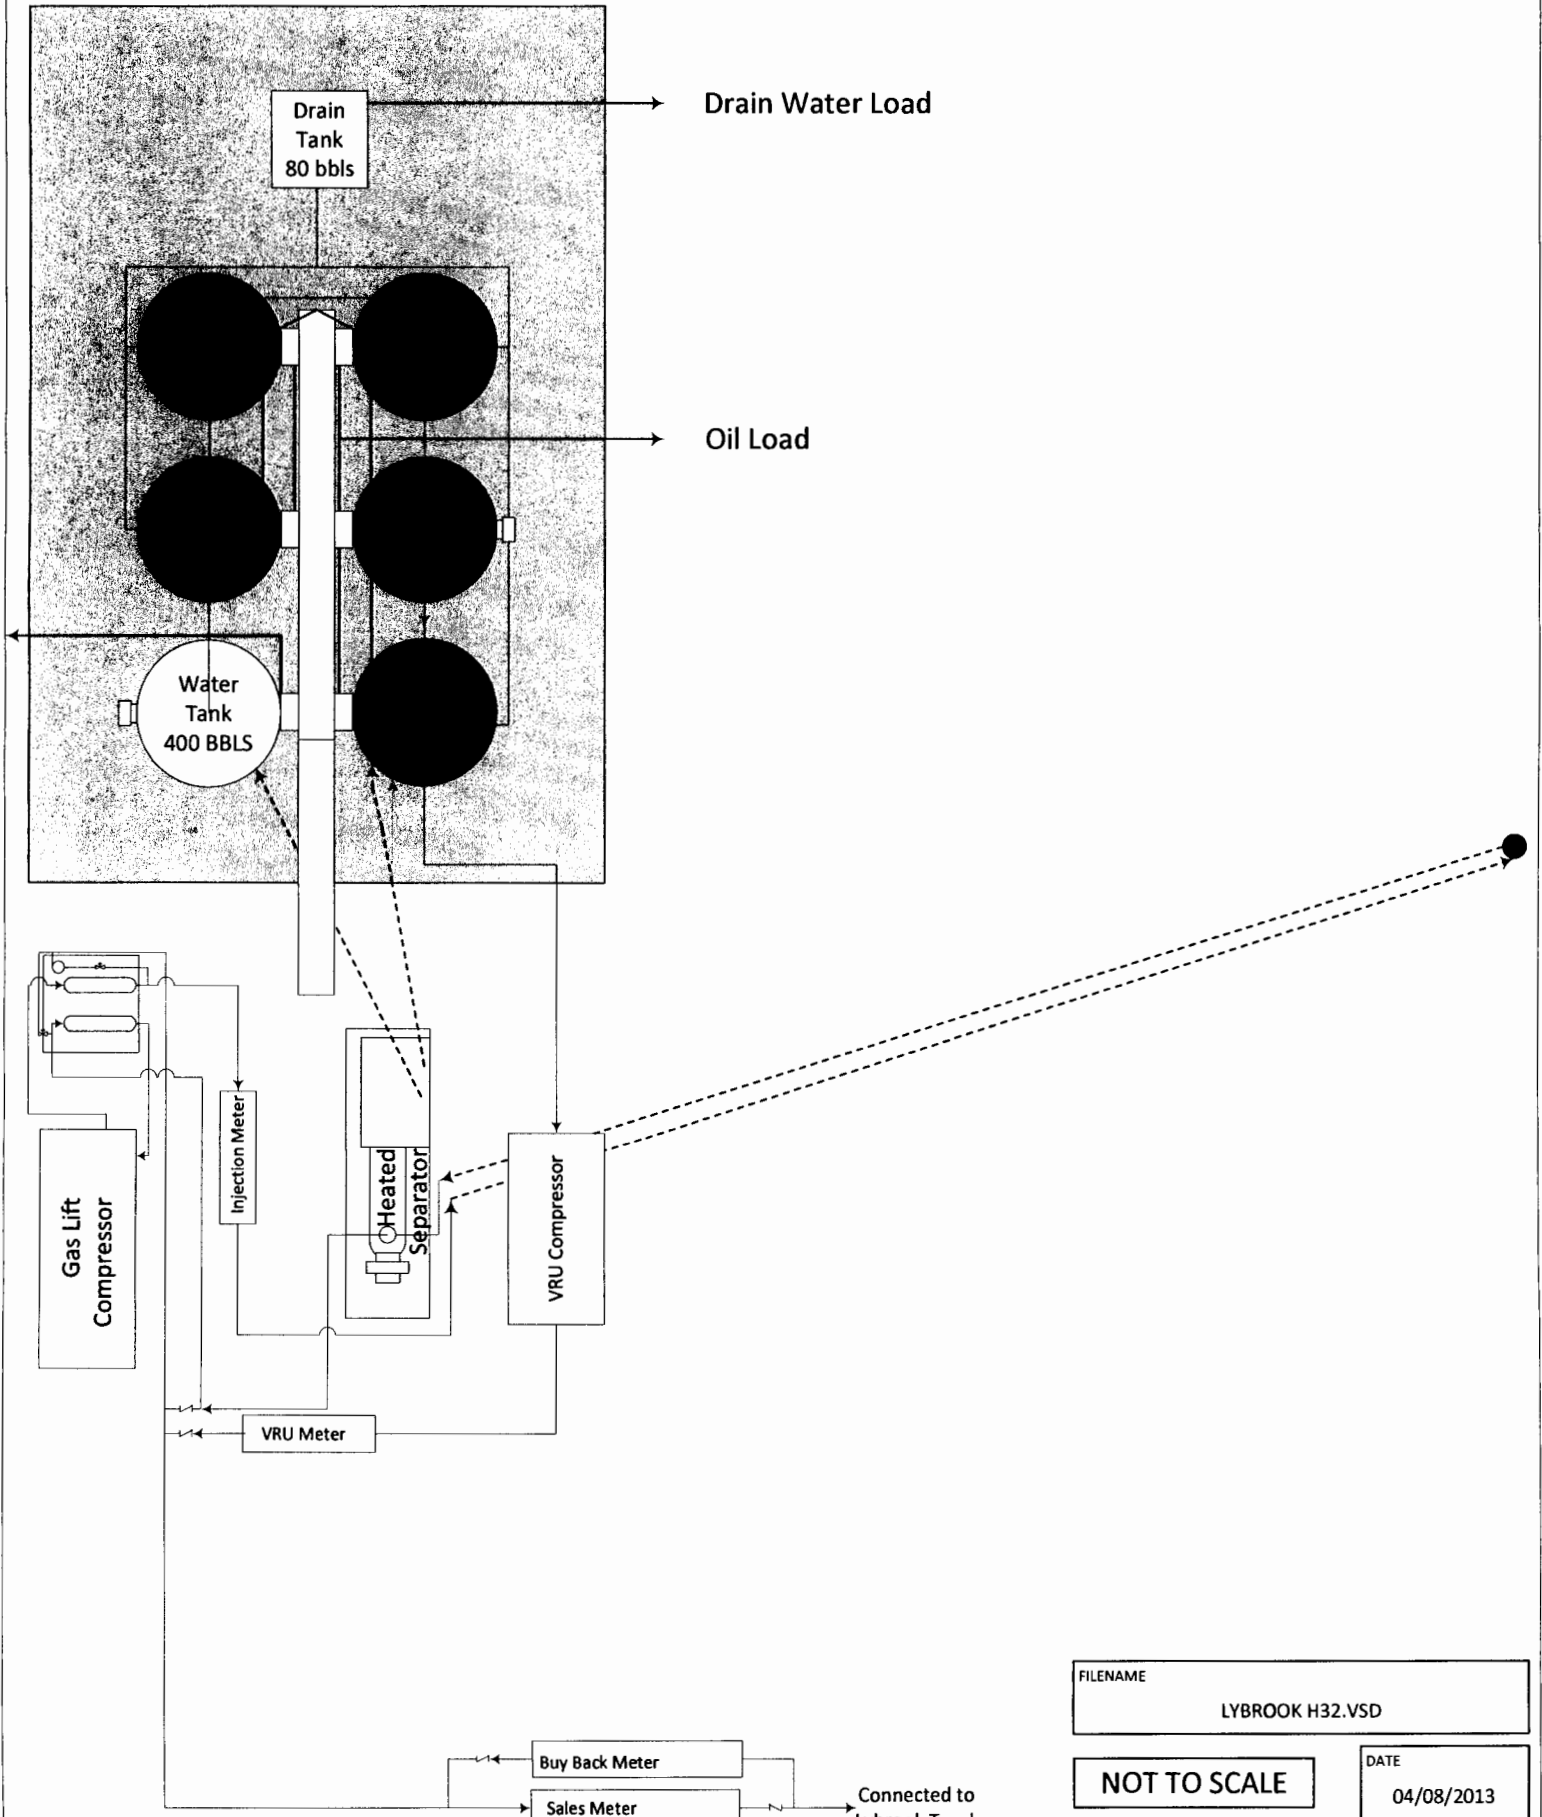 Drain
Tank
80 bbls
Drain Water Load
Oil Load
Water
Tank
400 BBLS
Gas Lift
Compressor
Injection Meter
Heated
Separator
VRU Compressor
VRU Meter
FILENAME
LYBROOK H32.VSD
Buy Back Meter
NOT TO SCALE
DATE
04/08/2013
Sales Meter
Connected to